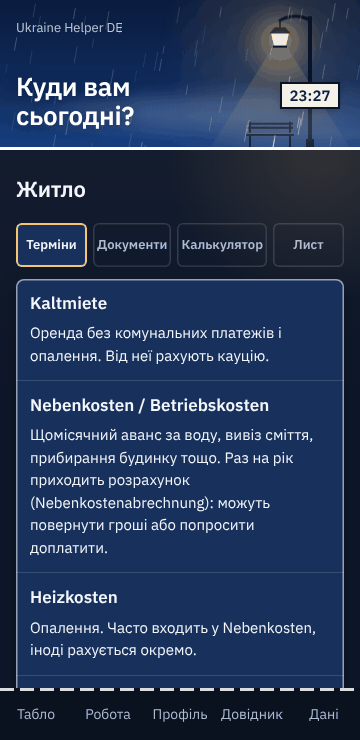 Ukraine Helper DE
Куди вам
сьогодні?
23:27
Житло
Терміни
Документи
Калькулятор
Лист
Kaltmiete
Оренда без комунальних платежів і
опалення. Від неї рахують кауцію.
Nebenkosten / Betriebskosten
Щомісячний аванс за воду, вивіз сміття,
прибирання будинку тощо. Раз на рік
приходить розрахунок
(Nebenkostenabrechnung): можуть
повернути гроші або попросити
доплатити.
Heizkosten
Опалення. Часто входить у Nebenkosten,
іноді рахується окремо.
Табло
Робота
Профіль
Довідник
Дані